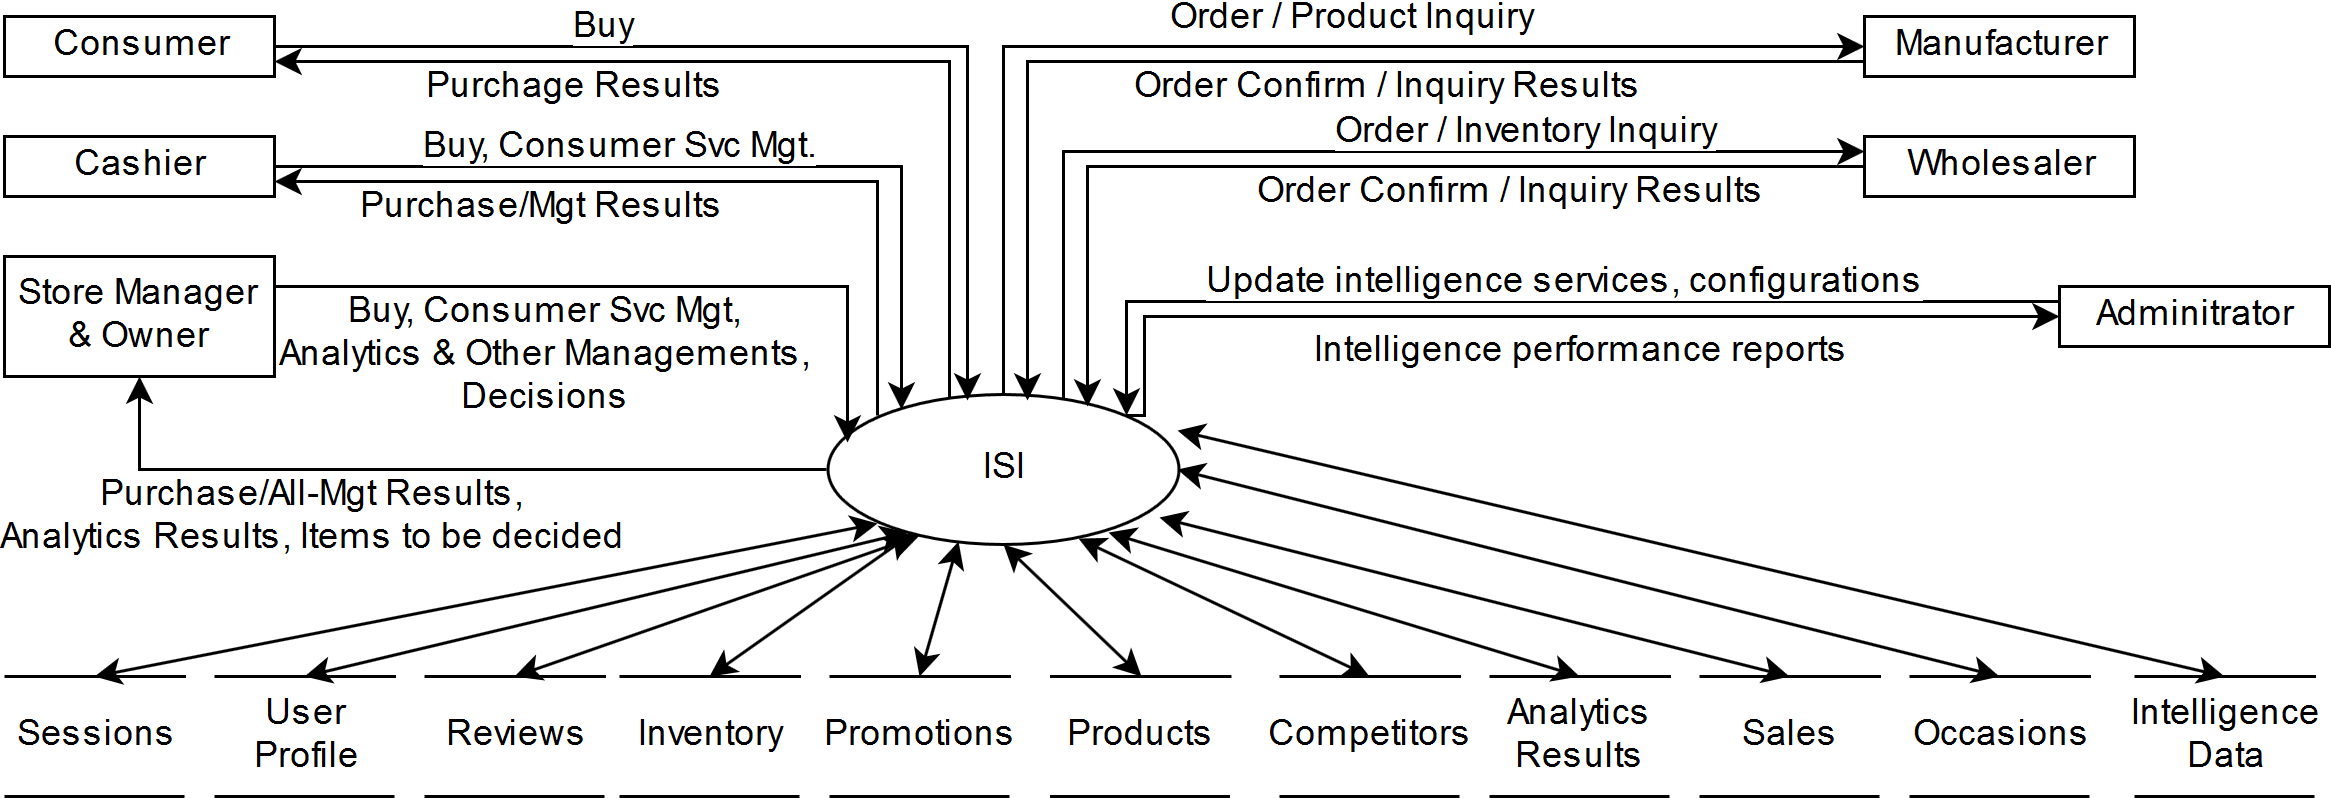 Consumer
Buy
Purchage Results
Order / Product Inquiry
Manufacturer
Order Confirm / Inquiry Results
Cashier
Buy, Consumer Svc Mgt.
Purchase/Mgt Results
Order / Inventory Inquiry
Wholesaler
Order Confirm / Inquiry Results
Store Manager
& Owner
Buy, Consumer Svc Mgt,
Analytics & Other Managements,
Decisions
Update intelligence services, configurations
Adminitrator
Intelligence performance reports
ISI
Purchase/All-Mgt Results,
Analytics Results, Items to be decided
Sessions
User
Profile
Reviews
Inventory
Promotions
Products
Competitors
Analytics
Results
Sales
Occasions
Intelligence
Data